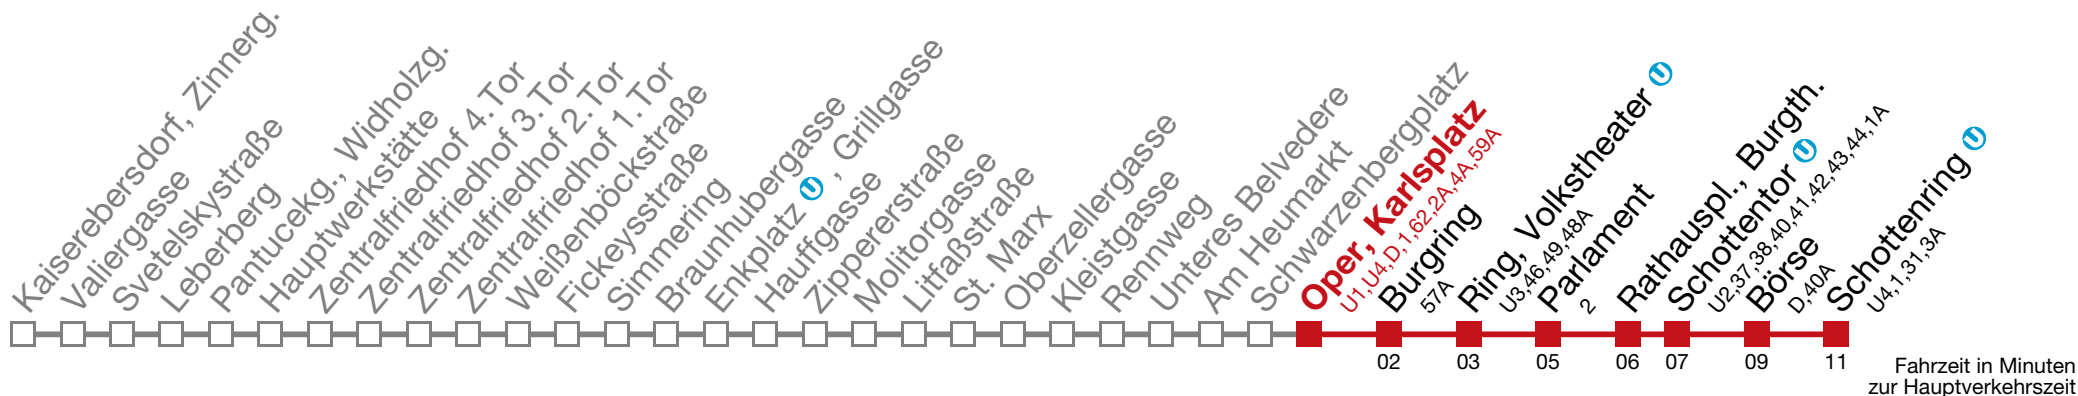 Kaiserebersdorf, Zinnerg.
Valiergasse
Svetelskystraße
Leberberg
Pantucekg., Widholzg.
Hauptwerkstätte
Zentralfriedhof 4. Tor
Zentralfriedhof 3. Tor
Zentralfriedhof 2. Tor
Zentralfriedhof 1. Tor
Weißenböckstraße
Fickeysstraße
Simmering
Braunhubergasse
Enkplatz U, Grillgasse
Hauffgasse
Zippererstraße
Molitorgasse
Litfaßstraße
St. Marx
Oberzellergasse
Kleistgasse
Rennweg
Unteres Belvedere
Am Heumarkt
Schwarzenbergplatz
Oper, Karlsplatz
U1,U4,D,1,62,2A,4A,59A
Burgring
57A
Ring, Volkstheater U
U3,46,49,48A
Parlament
2
Rathauspl., Burgth.
Schottentor U
U2,37,38,40,41,42,43,44,1A
Börse
D,40A
Schottenring U
U4,1,31,3A
02 03 05 06 07 09 11
Fahrzeit in Minuten
zur Hauptverkehrszeit